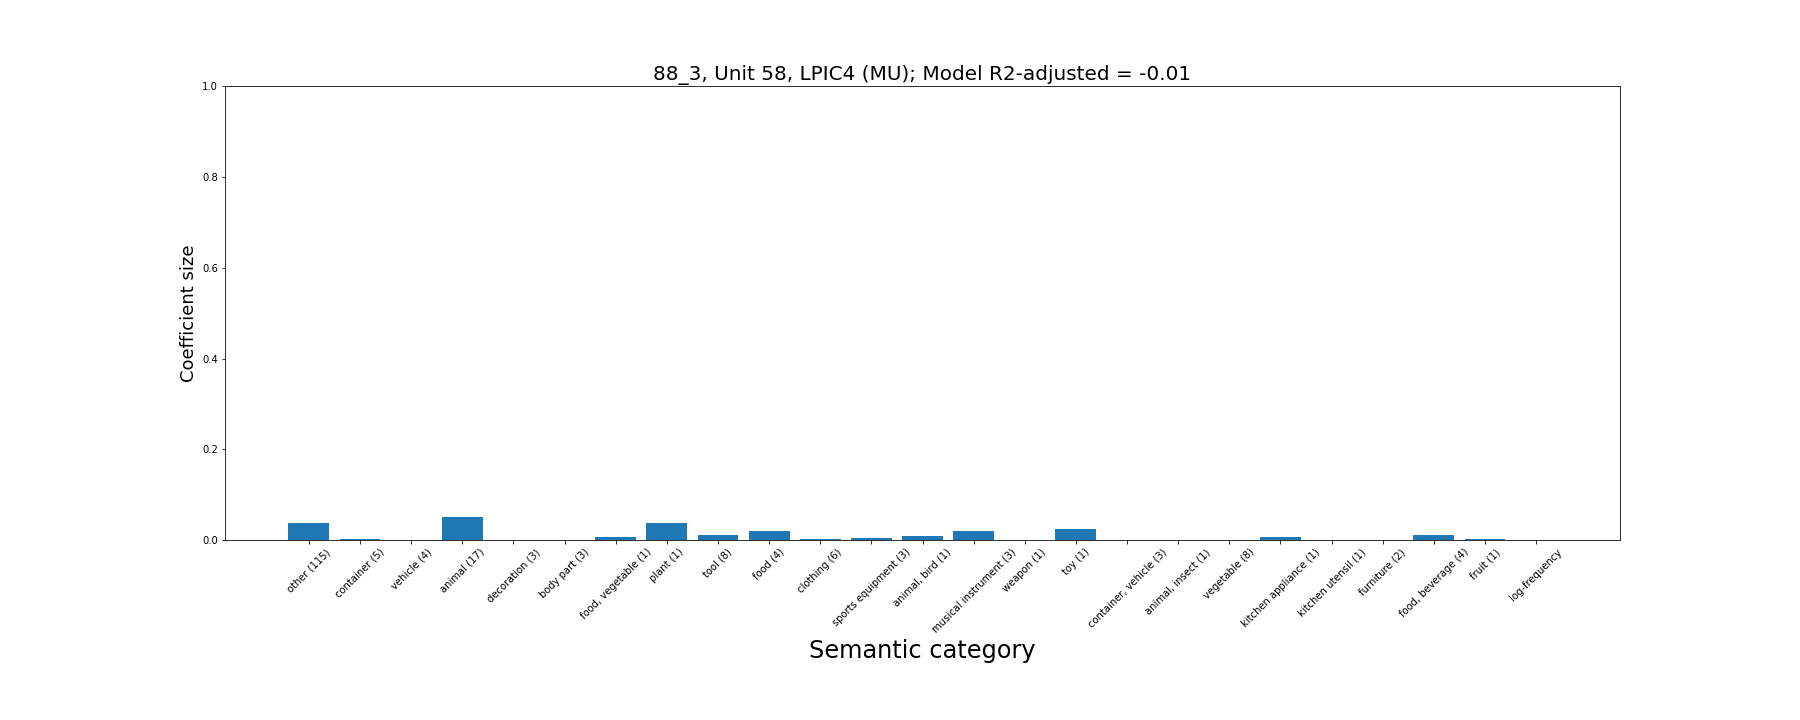 88_3, Unit 58, LPIC4 (MU); Model R2-adjusted = -0.01
1.0
0.8
0.6
0.4
0.2
0.0
Coefficient size
other (115)
container (5)
vehicle (4)
animal (17)
decoration (3)
body part (3)
food, vegetable (1)
plant (1)
tool (8)
food (4)
clothing (6)
sports equipment (3)
animal, bird (1)
musical instrument (3)
weapon (1)
toy (1)
container, vehicle (3)
animal, insect (1)
vegetable (8)
kitchen appliance (1)
kitchen utensil (1)
furniture (2)
food, beverage (4)
fruit (1)
log-frequency
Semantic category